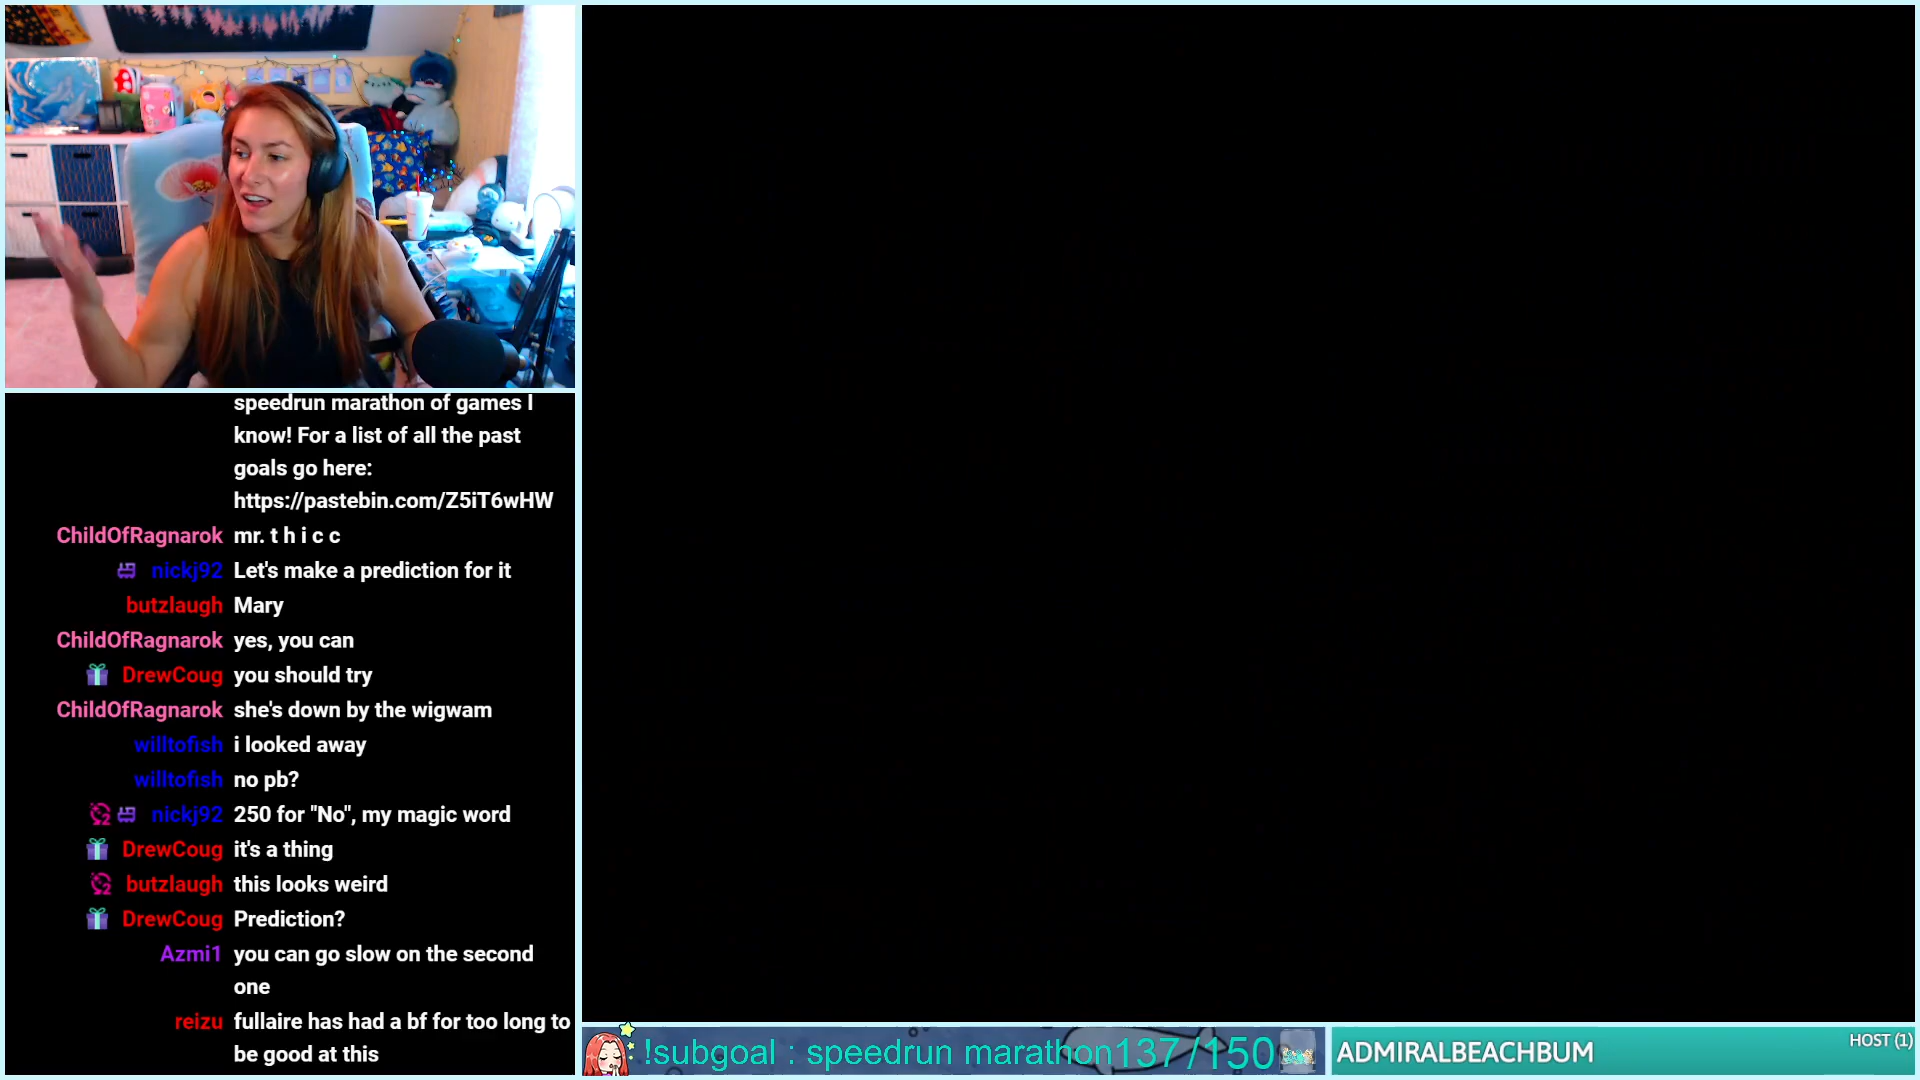 speedrun marathon of games I
know! For a list of all the past
goals go here:
https://pastebin.com/Z5iT6wHW
ChildOfRagnarok mr. t h i c c
nickj92 Let's make a prediction for it
butzlaugh Mary
ChildOfRagnarok yes, you can
DrewCoug you should try
ChildOfRagnarok she's down by the wigwam
willtofish i looked away
willtofish no pb?
nickj92 250 for "No", my magic word
DrewCoug it's a thing
butzlaugh this looks weird
DrewCoug Prediction?
Azmi1 you can go slow on the second
one
reizu fullaire has had a bf for too long to
be good at this
!subgoal : speedrun marathon137/150
ADMIRALBEACHBUM
HOST (1)